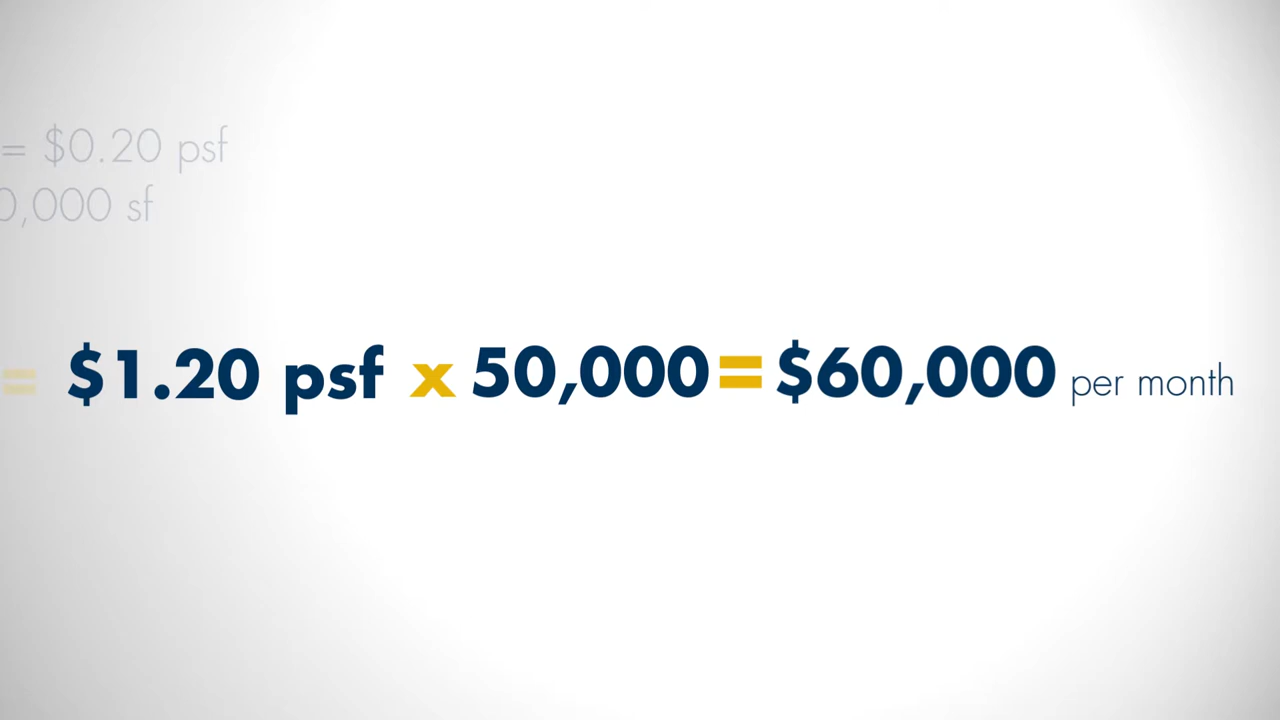 = $0.20 psf
0,000 sf
= $1.20 psf x 50,000 = $60,000 per month